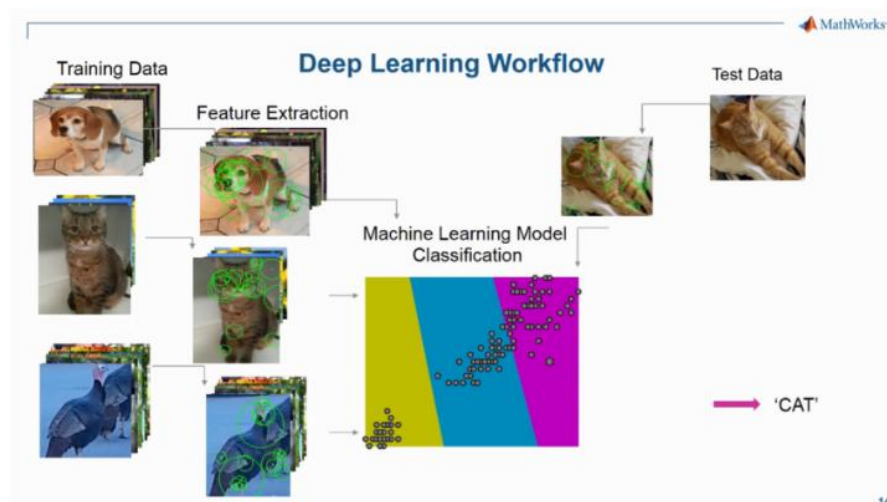 MathWorks
Deep Learning Workflow
Training Data
Test Data
Feature Extraction
Machine Learning Model
Classification
'CAT'